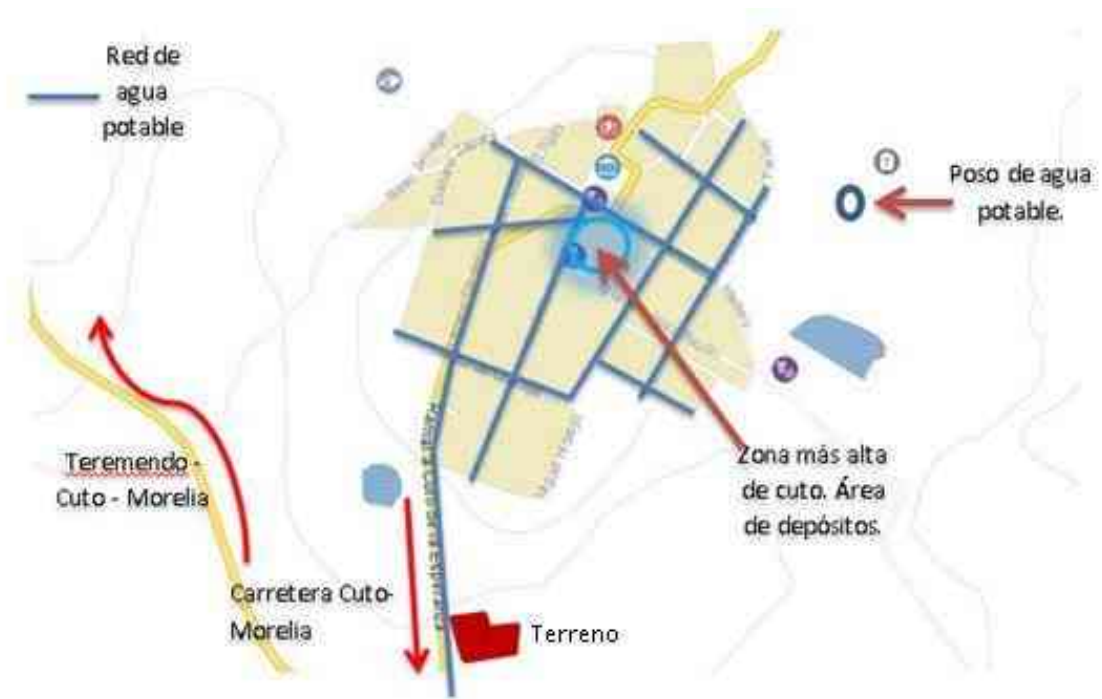 Red de
agua
potable
Poso de agua
potable.
Zona más alta
de cuto. Área
de depósitos.
Teremendo -
Cuto - Morelia
Carretera Cuto-
Morelia
Terreno